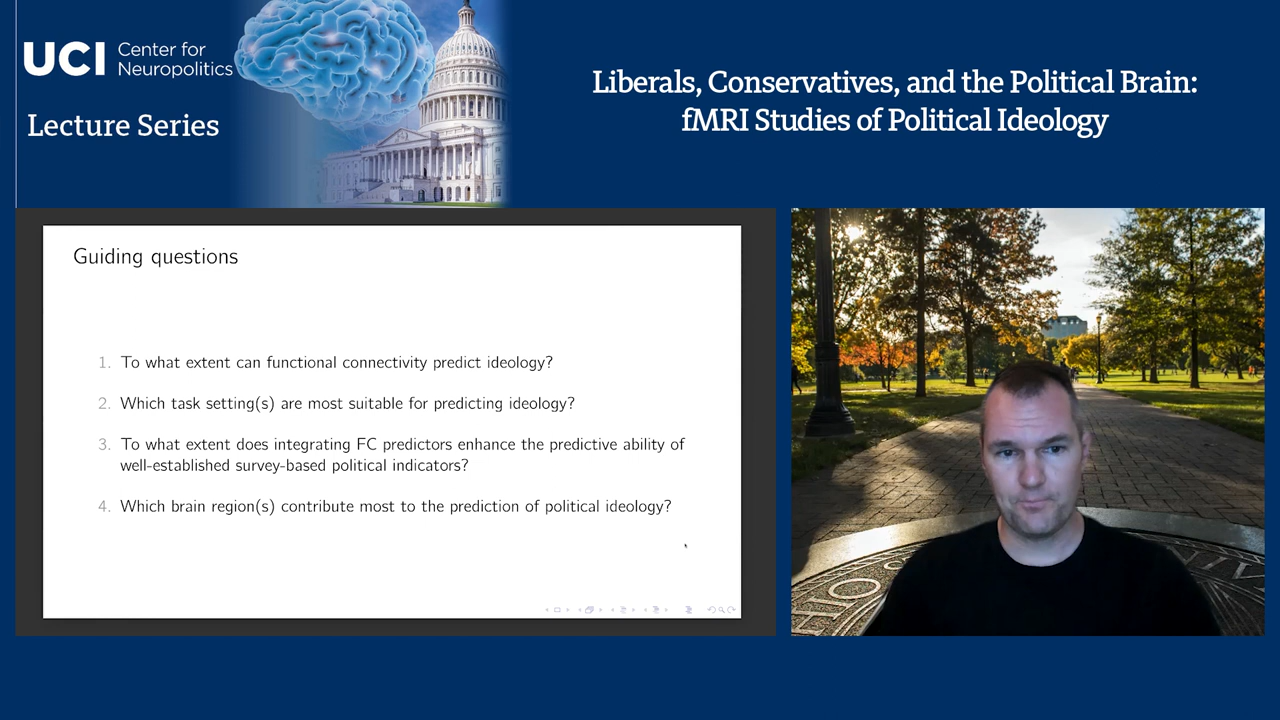 UCI Center for
Neuropolitics
Lecture Series
Liberals, Conservatives, and the Political Brain:
fMRI Studies of Political Ideology
Guiding questions
1. To what extent can functional connectivity predict ideology?
2. Which task setting(s) are most suitable for predicting ideology?
3. To what extent does integrating FC predictors enhance the predictive ability of
well-established survey-based political indicators?
4. Which brain region(s) contribute most to the prediction of political ideology?